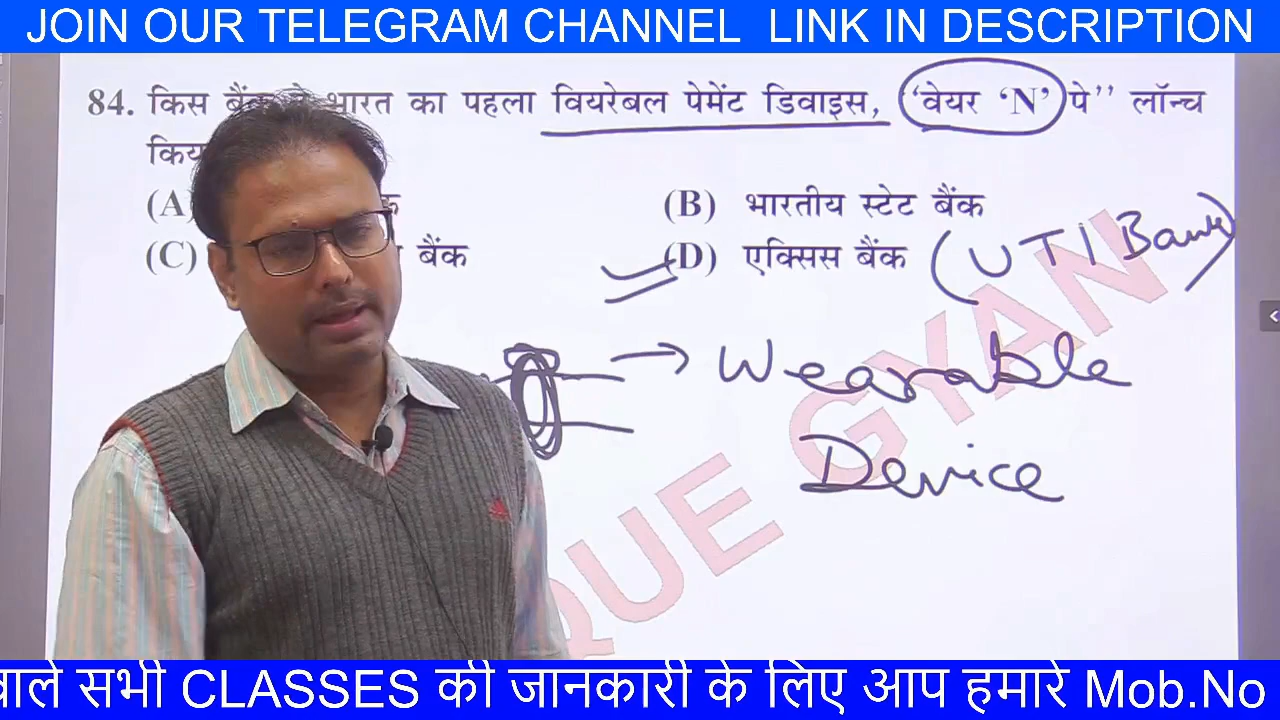 JOIN OUR TELEGRAM CHANNEL LINK IN DESCRIPTION
84. किस भारत का पहला वियरेबल पेमेंट डिवाइस, ‘‘वेयर ‘N’ पे’’ लॉन्च
(A)
(B) भारतीय स्टेट बैंक
(C) बैंक
(D) एक्सिस बैंक (UTI Bank)
Wearable
Device
QUE GYAN
सभी CLASSES की जानकारी के लिए आप हमारे Mob.No